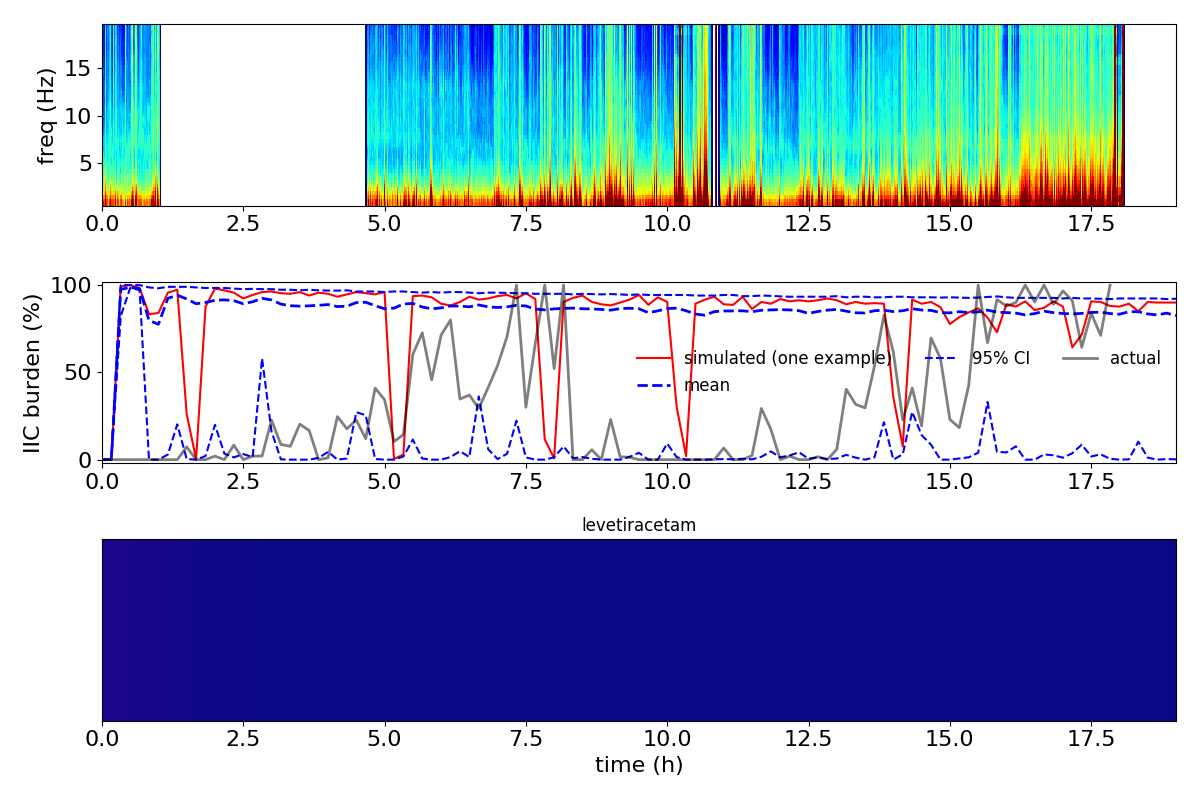 freq (Hz)
15
10
5
0.0 2.5 5.0 7.5 10.0 12.5 15.0 17.5
IIC burden (%)
100
50
0
simulated (one example) 95% CI actual
mean
0.0 2.5 5.0 7.5 10.0 12.5 15.0 17.5
levetiracetam
0.0 2.5 5.0 7.5 10.0 12.5 15.0 17.5
time (h)